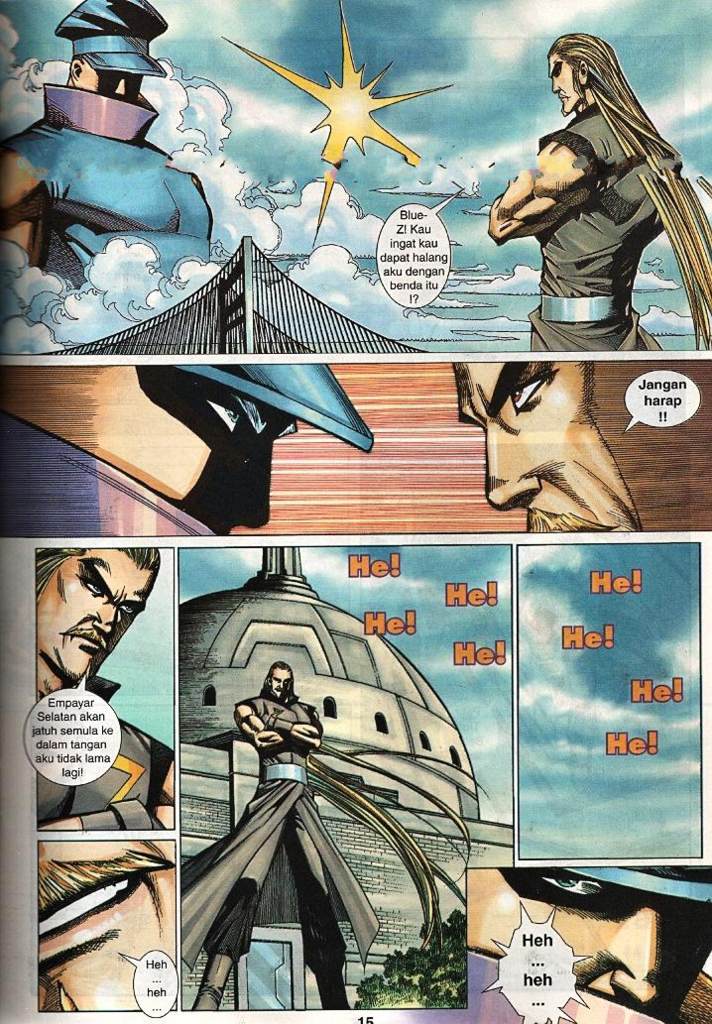 Blue-
Z! Kau
ingat kau
dapat halang
aku dengan
benda itu
!?
Jangan
harap
!!
Empayar
Selatan akan
jatuh semula ke
dalam tangan
aku tidak lama
lagi!
He!
He!
He!
He!
He!
He!
He!
He!
Heh
...
heh
...
Heh
...
heh
...
15